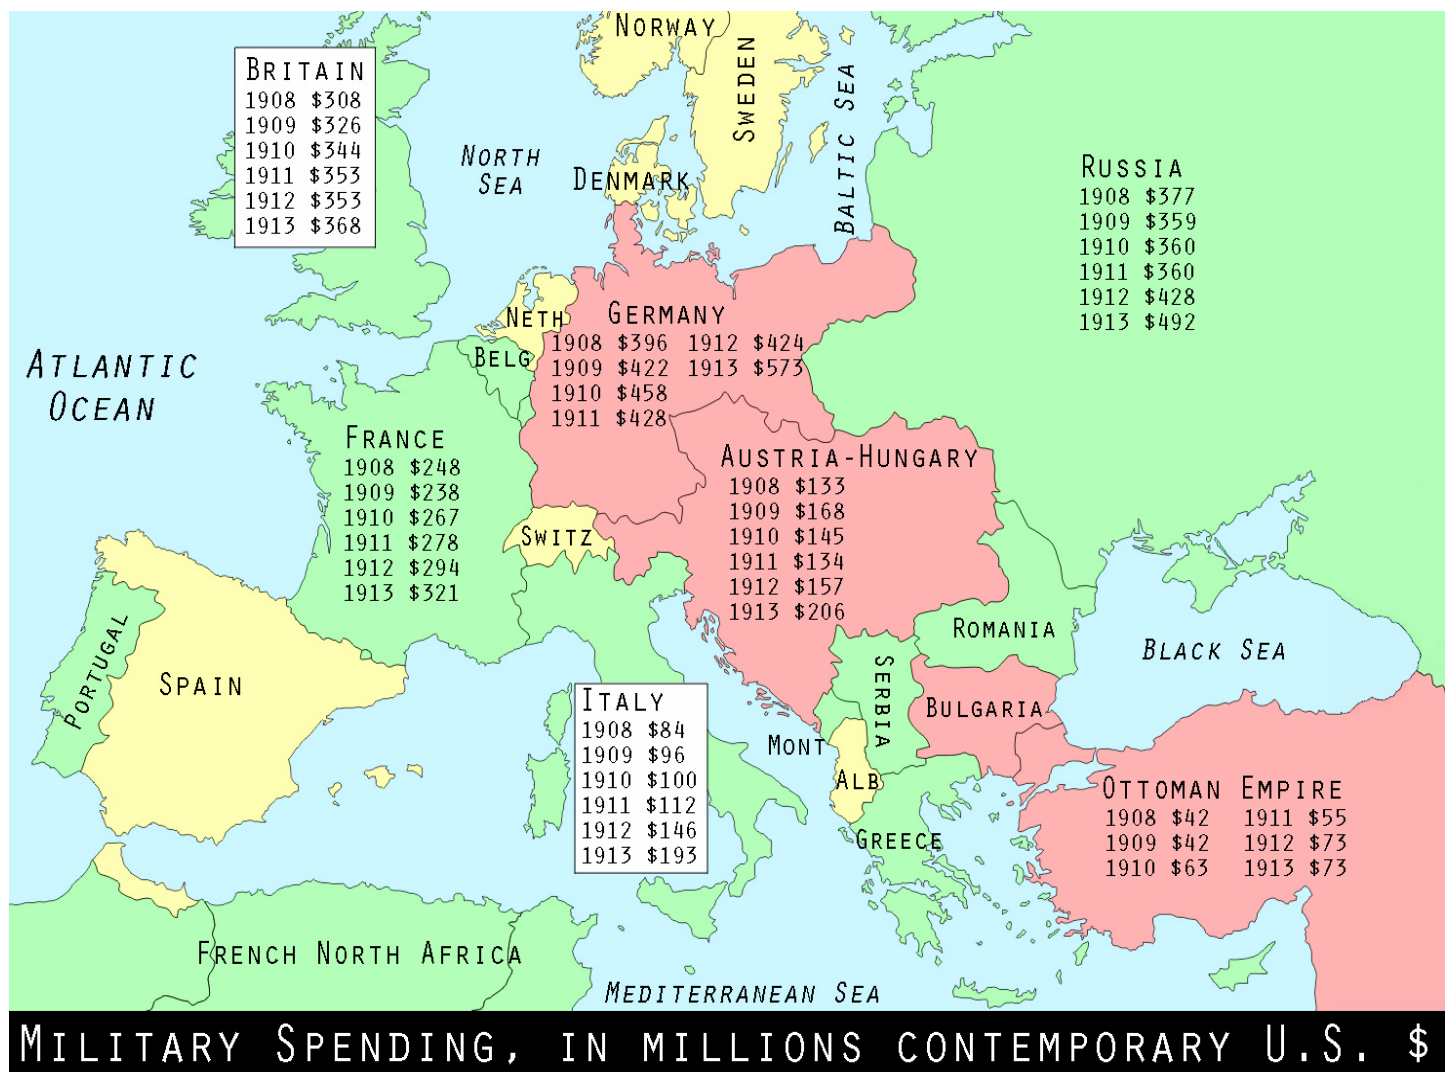 NORWAY
SWEDEN
BALTIC SEA
NORTH
SEA
DENMARK
BRITAIN
1908 $308
1909 $326
1910 $344
1911 $353
1912 $353
1913 $368
RUSSIA
1908 $377
1909 $359
1910 $360
1911 $360
1912 $428
1913 $492
NETH
BELG
GERMANY
1908 $396 1912 $424
1909 $422 1913 $573
1910 $458
1911 $428
ATLANTIC
OCEAN
FRANCE
1908 $248
1909 $238
1910 $267
1911 $278
1912 $294
1913 $321
AUSTRIA-HUNGARY
1908 $133
1909 $168
1910 $145
1911 $134
1912 $157
1913 $206
SWITZ
PORTUGAL
SPAIN
ROMANIA
BLACK SEA
SERBIA
BULGARIA
MONT
ALB
GREECE
ITALY
1908 $84
1909 $96
1910 $100
1911 $112
1912 $146
1913 $193
OTTOMAN EMPIRE
1908 $42 1911 $55
1909 $42 1912 $73
1910 $63 1913 $73
FRENCH NORTH AFRICA
MEDITERRANEAN SEA
MILITARY SPENDING, IN MILLIONS CONTEMPORARY U.S. $